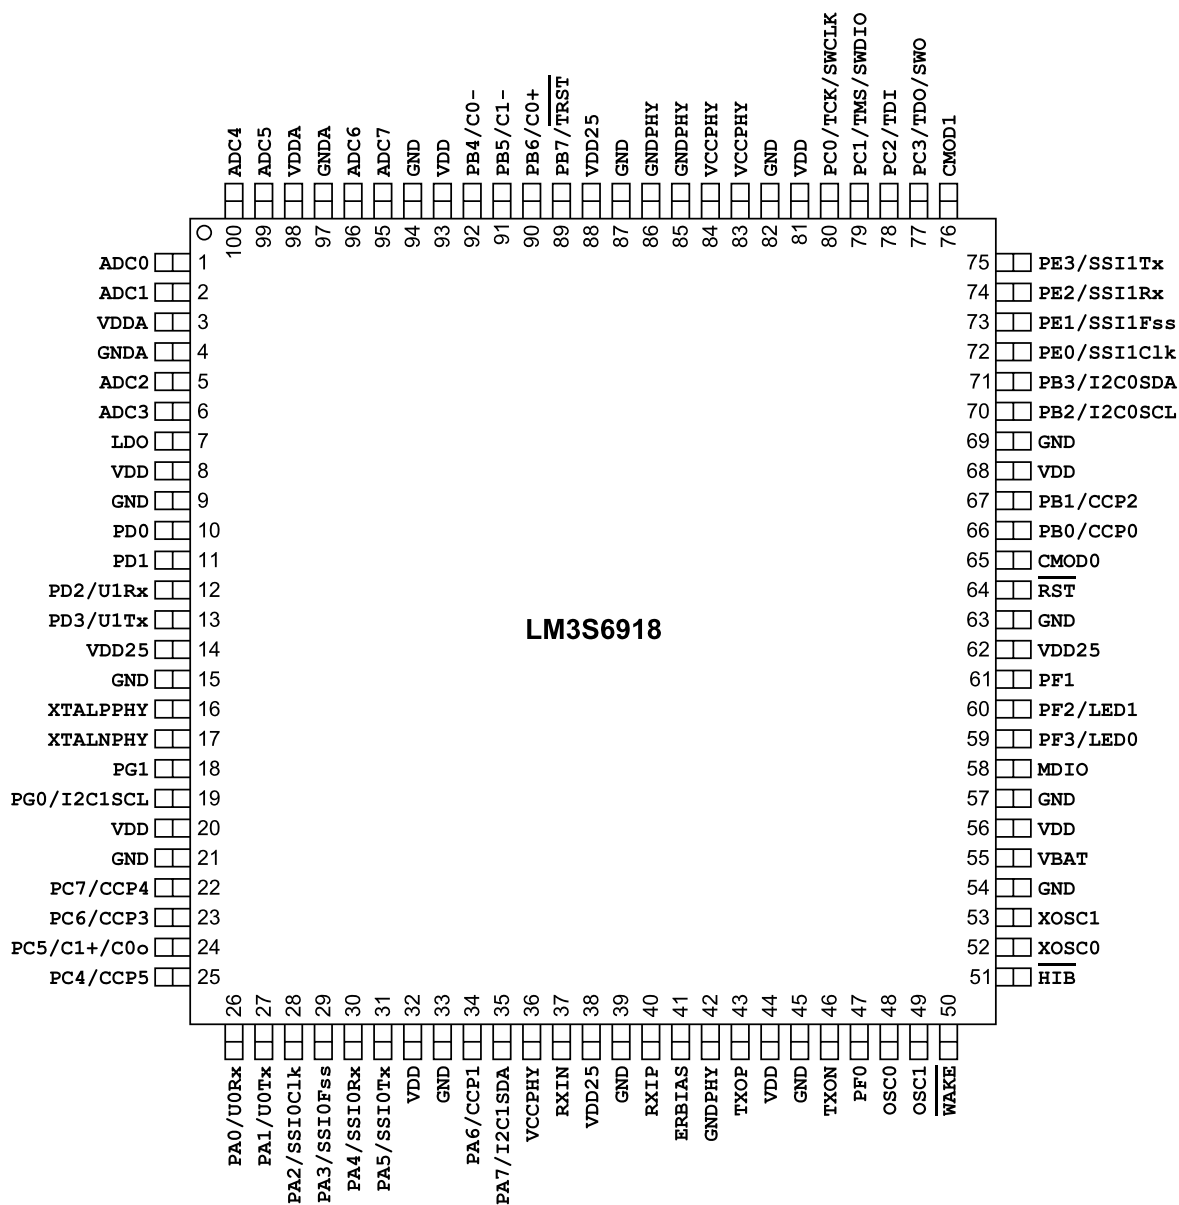 ADC4
ADC5
VDDA
GNDA
ADC6
ADC7
GND
VDD
PB4/C0-
PB5/C1-
PB6/C0+
PB7/TRST
VDD25
GND
GNDPHY
GNDPHY
VCCPHY
VCCPHY
GND
VDD
PC0/TCK/SWCLK
PC1/TMS/SWDIO
PC2/TDI
PC3/TDO/SWO
CMOD1
100
99
98
97
96
95
94
93
92
91
90
89
88
87
86
85
84
83
82
81
80
79
78
77
76
ADC0 1
ADC1 2
VDDA 3
GNDA 4
ADC2 5
ADC3 6
LDO 7
VDD 8
GND 9
PD0 10
PD1 11
PD2/U1Rx 12
PD3/U1Tx 13
VDD25 14
GND 15
XTALPPHY 16
XTALNPHY 17
PG1 18
PG0/I2C1SCL 19
VDD 20
GND 21
PC7/CCP4 22
PC6/CCP3 23
PC5/C1+/C0o 24
PC4/CCP5 25
LM3S6918
75 PE3/SSI1Tx
74 PE2/SSI1Rx
73 PE1/SSI1Fss
72 PE0/SSI1Clk
71 PB3/I2C0SDA
70 PB2/I2C0SCL
69 GND
68 VDD
67 PB1/CCP2
66 PB0/CCP0
65 CMOD0
64 RST
63 GND
62 VDD25
61 PF1
60 PF2/LED1
59 PF3/LED0
58 MDIO
57 GND
56 VDD
55 VBAT
54 GND
53 XOSC1
52 XOSC0
51 HIB
26
27
28
29
30
31
32
33
34
35
36
37
38
39
40
41
42
43
44
45
46
47
48
49
50
PA0/U0Rx
PA1/U0Tx
PA2/SSI0Clk
PA3/SSI0Fss
PA4/SSI0Rx
PA5/SSI0Tx
VDD
GND
PA6/CCP1
PA7/I2C1SDA
VCCPHY
RXIN
VDD25
GND
RXIP
ERBIAS
GNDPHY
TXOP
VDD
GND
TXON
PF0
OSC0
OSC1
WAKE